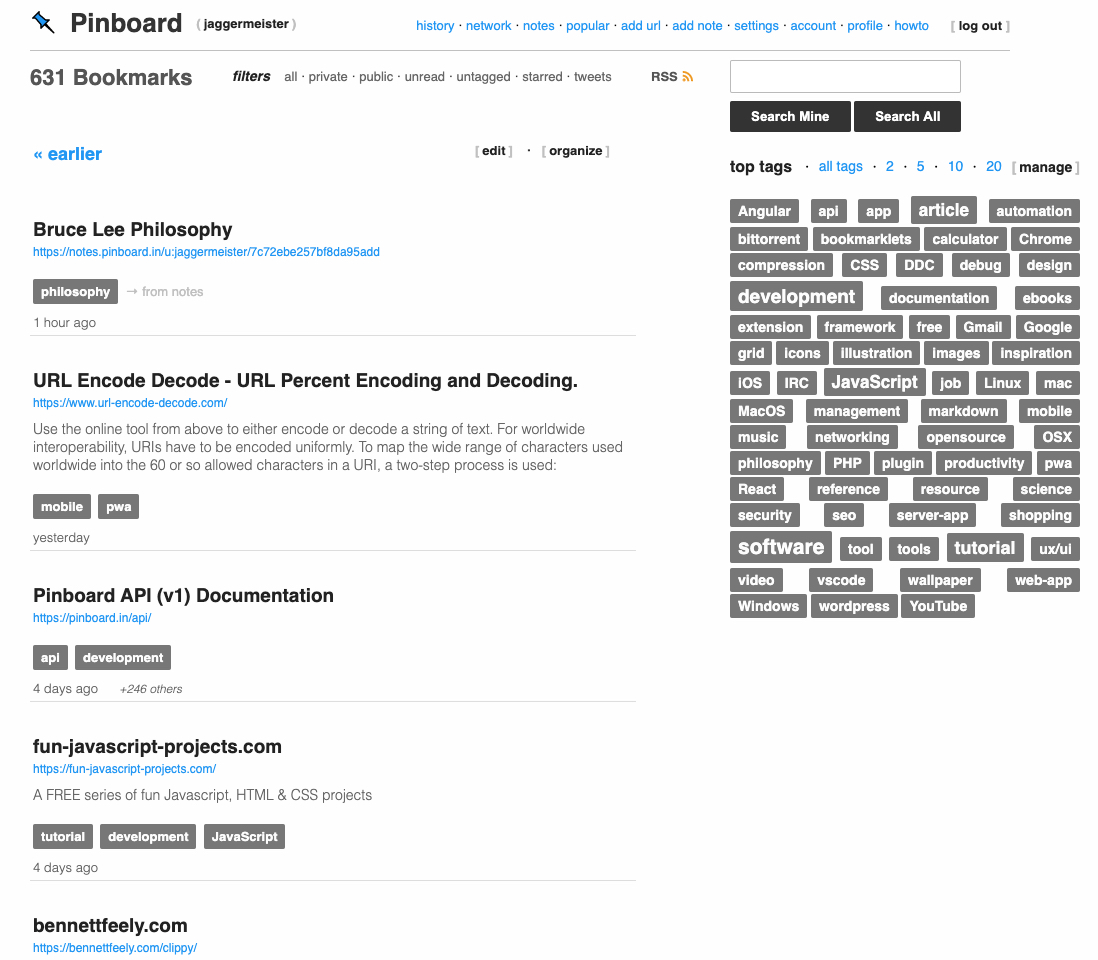 Pinboard ( jaggermeister )
history · network · notes · popular · add url · add note · settings · account · profile · howto [ log out ]
631 Bookmarks
filters all · private · public · unread · untagged · starred · tweets
RSS
« earlier
[ edit ] · [ organize ]
Bruce Lee Philosophy
https://notes.pinboard.in/u:jaggermeister/7c72ebe257bf8da95add
philosophy → from notes
1 hour ago
URL Encode Decode - URL Percent Encoding and Decoding.
https://www.url-encode-decode.com/
Use the online tool from above to either encode or decode a string of text. For worldwide
interoperability, URIs have to be encoded uniformly. To map the wide range of characters used
worldwide into the 60 or so allowed characters in a URI, a two-step process is used:
mobile pwa
yesterday
Pinboard API (v1) Documentation
https://pinboard.in/api/
api development
4 days ago +246 others
fun-javascript-projects.com
https://fun-javascript-projects.com/
A FREE series of fun Javascript, HTML & CSS projects
tutorial development JavaScript
4 days ago
bennettfeely.com
https://bennettfeely.com/clippy/
Search Mine Search All
top tags · all tags · 2 · 5 · 10 · 20 [ manage ]
Angular api app article automation
bittorrent bookmarklets calculator Chrome
compression CSS DDC debug design
development documentation ebooks
extension framework free Gmail Google
grid icons illustration images inspiration
iOS IRC JavaScript job Linux mac
MacOS management markdown mobile
music networking opensource OSX
philosophy PHP plugin productivity pwa
React reference resource science
security seo server-app shopping
software tool tools tutorial ux/ui
video vscode wallpaper web-app
Windows wordpress YouTube